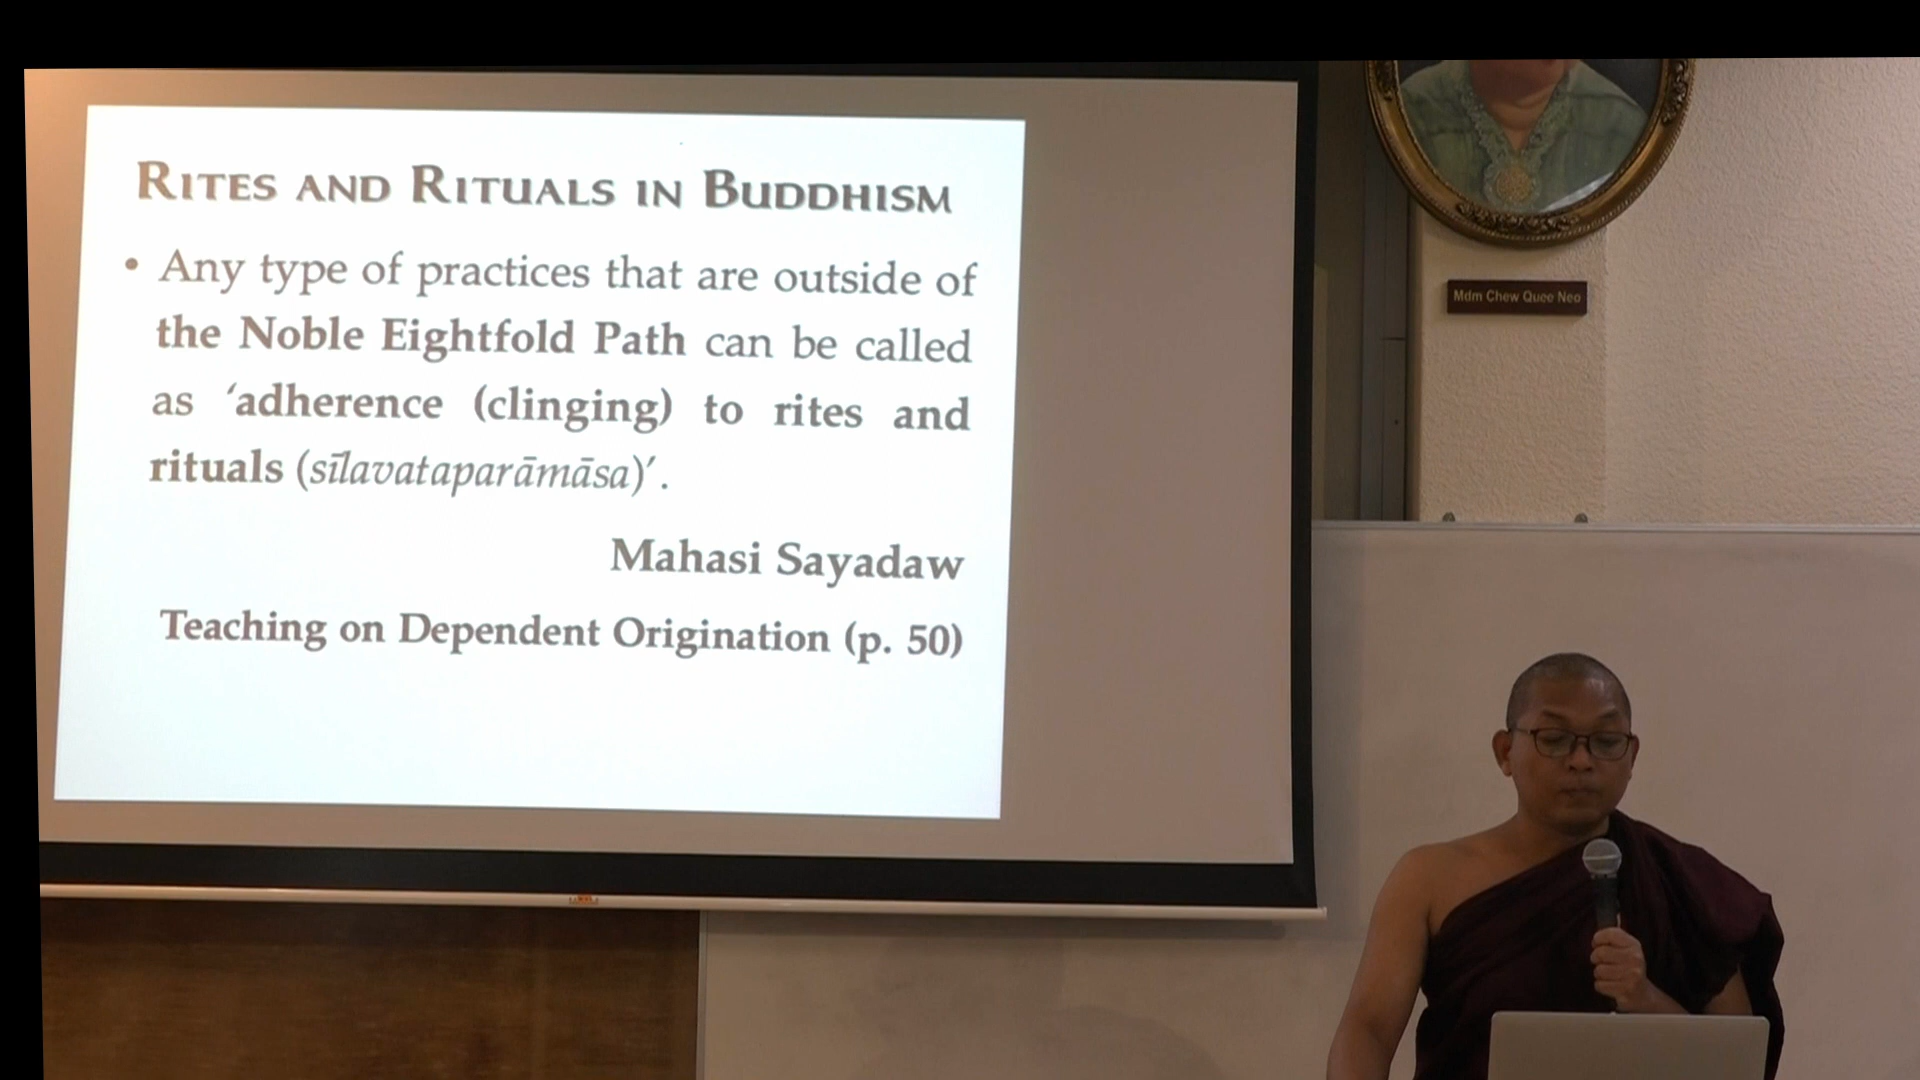 RITES AND RITUALS IN BUDDHISM
• Any type of practices that are outside of
the Noble Eightfold Path can be called
as ‘adherence (clinging) to rites and
rituals (sīlavataparāmāsa)’.
Mahasi Sayadaw
Teaching on Dependent Origination (p. 50)
Mdm Chew Quee Neo